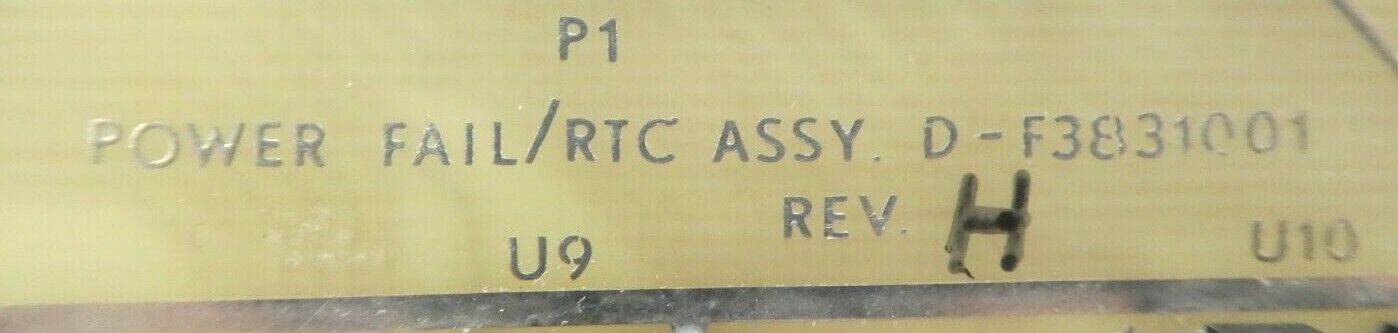 P1
POWER FAIL/RTC ASSY. D-F3831001
REV. H
U9
U10